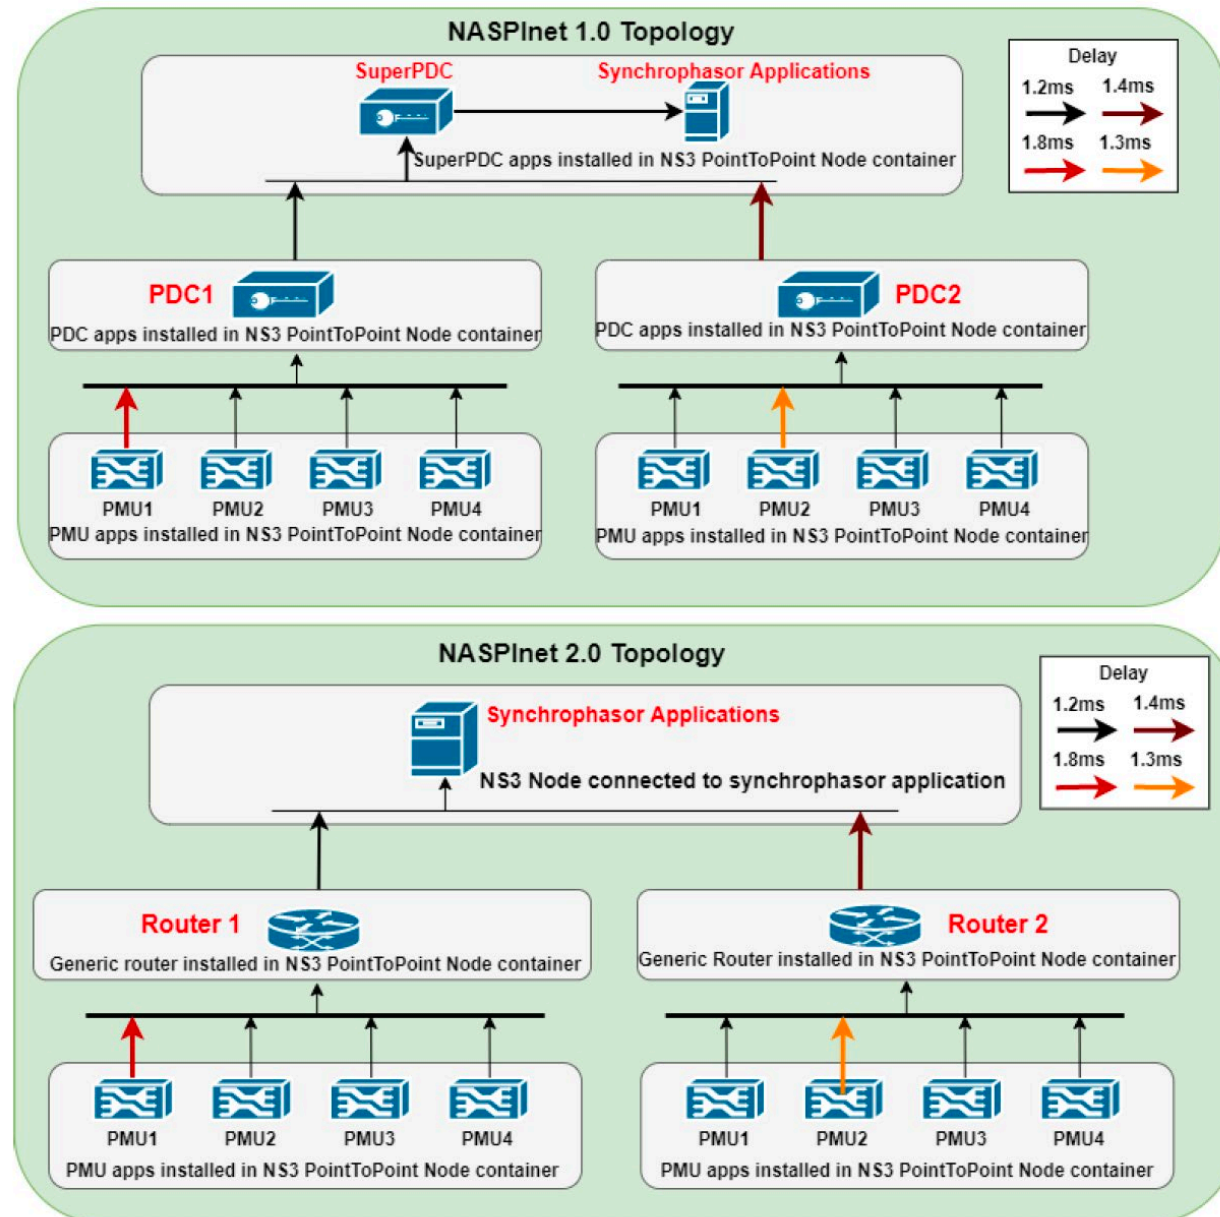 NASPInet 1.0 Topology
SuperPDC
Synchrophasor Applications
SuperPDC apps installed in NS3 PointToPoint Node container
Delay
1.2ms 1.4ms
1.8ms 1.3ms
PDC1
PDC apps installed in NS3 PointToPoint Node container
PDC2
PDC apps installed in NS3 PointToPoint Node container
PMU1 PMU2 PMU3 PMU4
PMU apps installed in NS3 PointToPoint Node container
PMU1 PMU2 PMU3 PMU4
PMU apps installed in NS3 PointToPoint Node container
NASPInet 2.0 Topology
Synchrophasor Applications
NS3 Node connected to synchrophasor application
Delay
1.2ms 1.4ms
1.8ms 1.3ms
Router 1
Generic router installed in NS3 PointToPoint Node container
Router 2
Generic Router installed in NS3 PointToPoint Node container
PMU1 PMU2 PMU3 PMU4
PMU apps installed in NS3 PointToPoint Node container
PMU1 PMU2 PMU3 PMU4
PMU apps installed in NS3 PointToPoint Node container